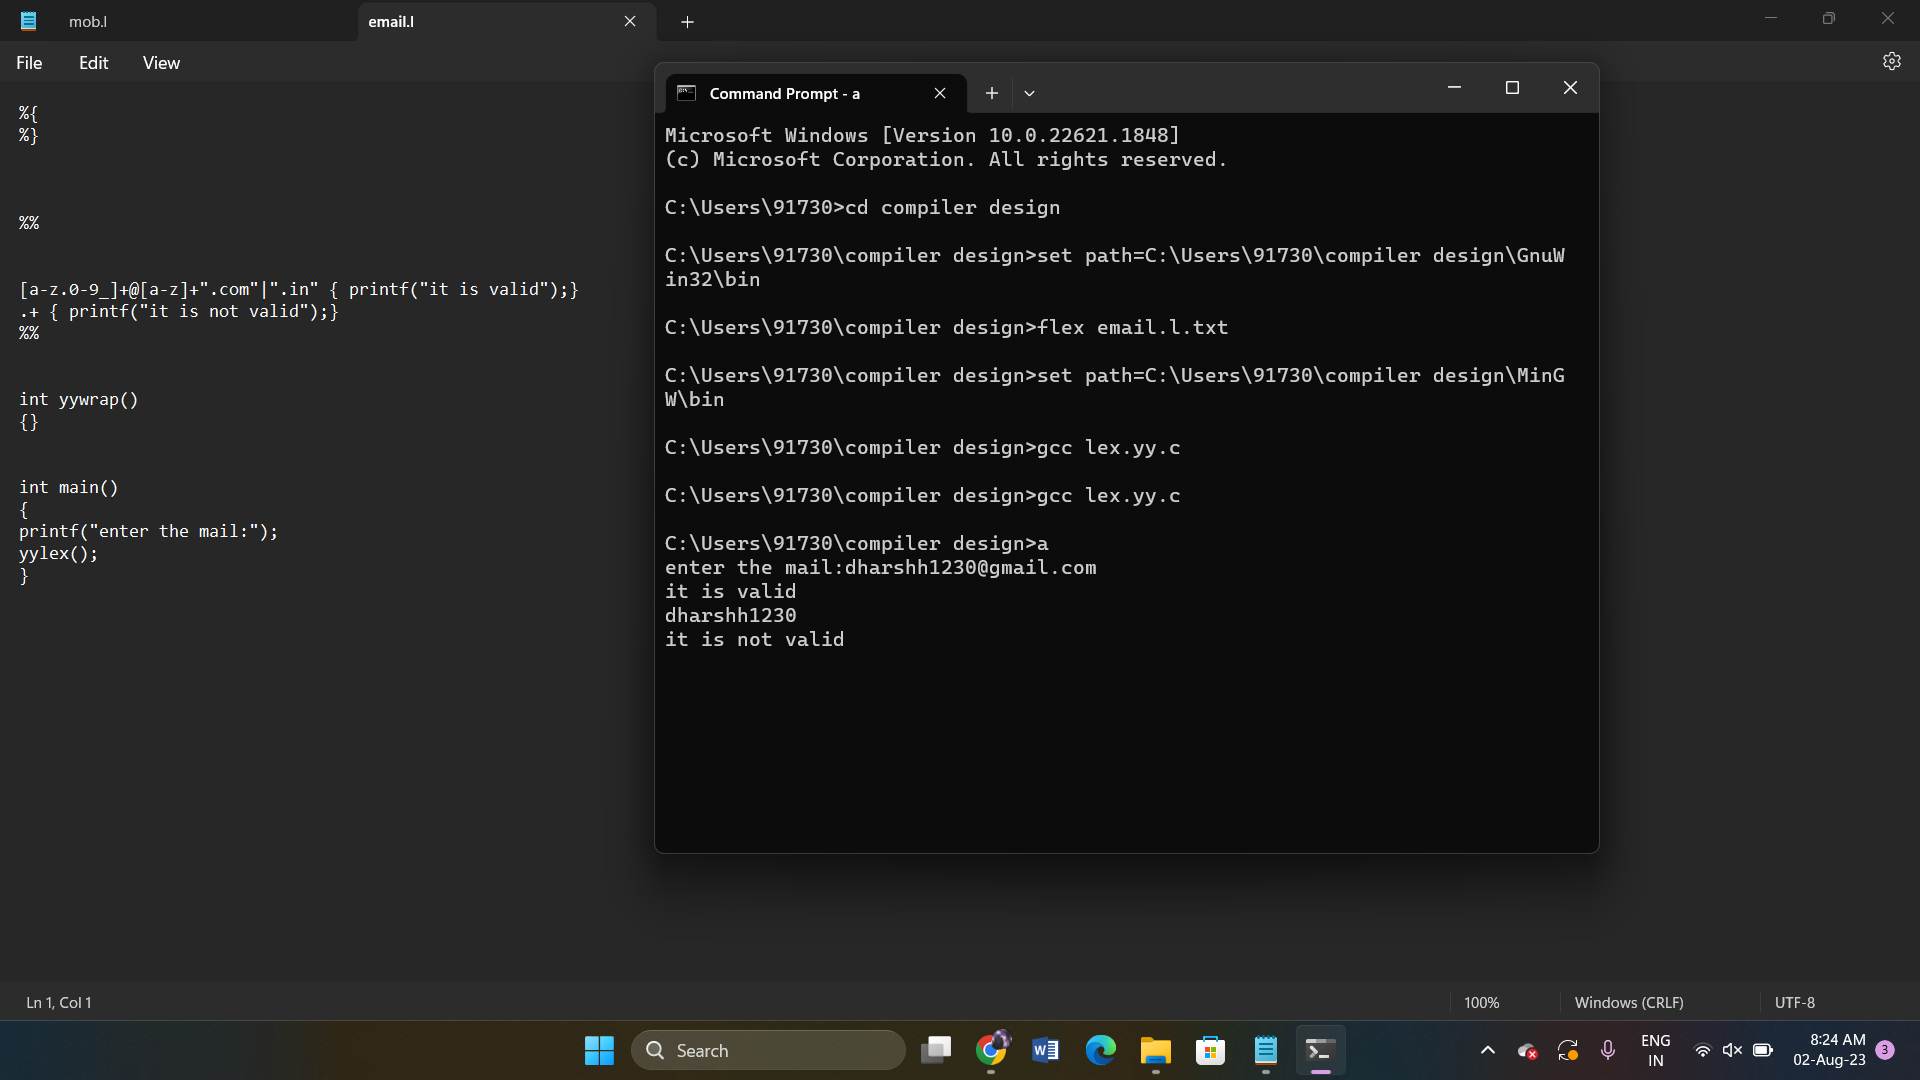 mob.l
email.l
File
Edit
View
%{
%}
%%
[a-z.0-9_]+@[a-z]+".com"|".in" { printf("it is valid");}
.+ { printf("it is not valid");}
%%
int yywrap()
{}
int main()
{
printf("enter the mail:");
yylex();
}
Command Prompt - a
Microsoft Windows [Version 10.0.22621.1848]
(c) Microsoft Corporation. All rights reserved.
C:\Users\91730>cd compiler design
C:\Users\91730\compiler design>set path=C:\Users\91730\compiler design\GnuW
in32\bin
C:\Users\91730\compiler design>flex email.l.txt
C:\Users\91730\compiler design>set path=C:\Users\91730\compiler design\MinG
W\bin
C:\Users\91730\compiler design>gcc lex.yy.c
C:\Users\91730\compiler design>gcc lex.yy.c
C:\Users\91730\compiler design>a
enter the mail:dharshh1230@gmail.com
it is valid
dharshh1230
it is not valid
Ln 1, Col 1
100%
Windows (CRLF)
UTF-8
Search
ENG
IN
8:24 AM
02-Aug-23
3